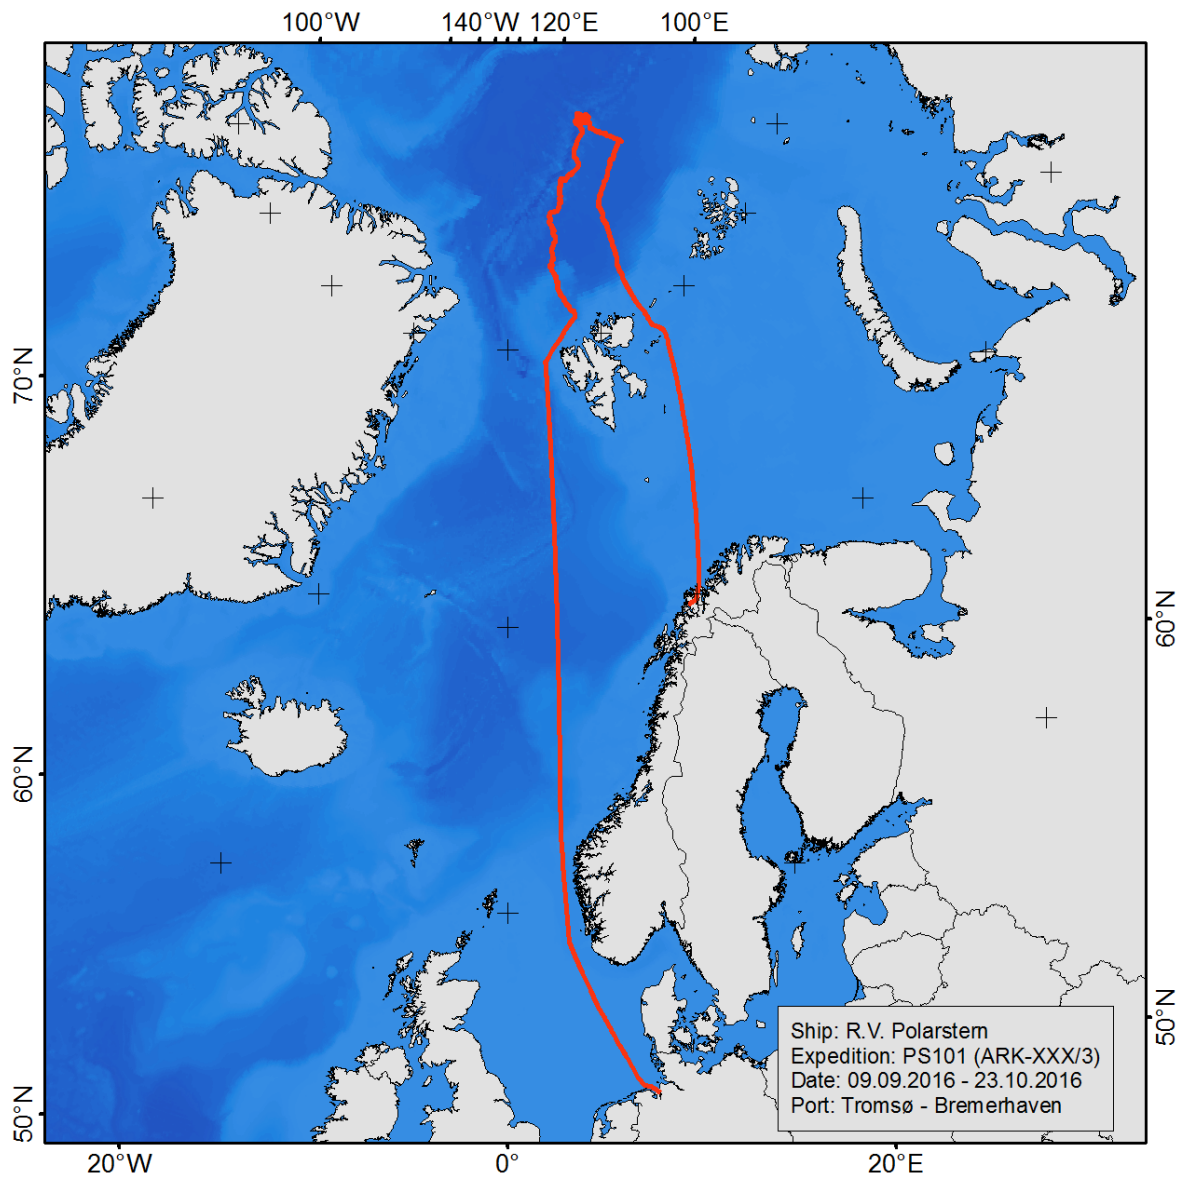 100°W 140°W 120°E 100°E
70°N
60°N
60°N
50°N
50°N
Ship: R.V. Polarstern
Expedition: PS101 (ARK-XXX/3)
Date: 09.09.2016 - 23.10.2016
Port: Tromsø - Bremerhaven
20°W 0° 20°E